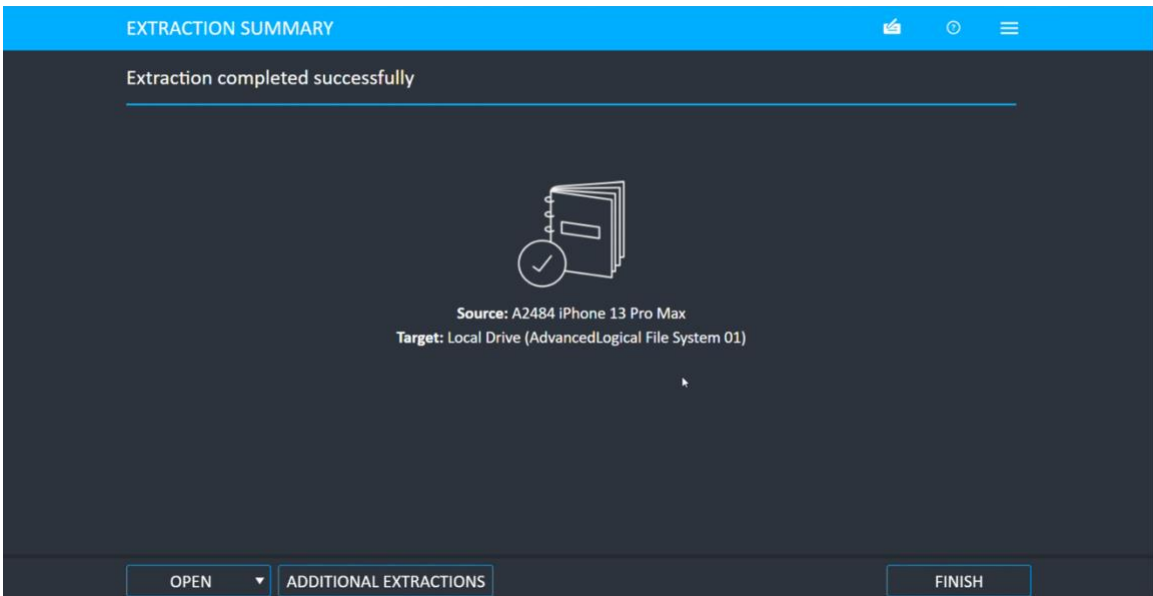 EXTRACTION SUMMARY
Extraction completed successfully
Source: A2484 iPhone 13 Pro Max
Target: Local Drive (AdvancedLogical File System 01)
OPEN ADDITIONAL EXTRACTIONS FINISH